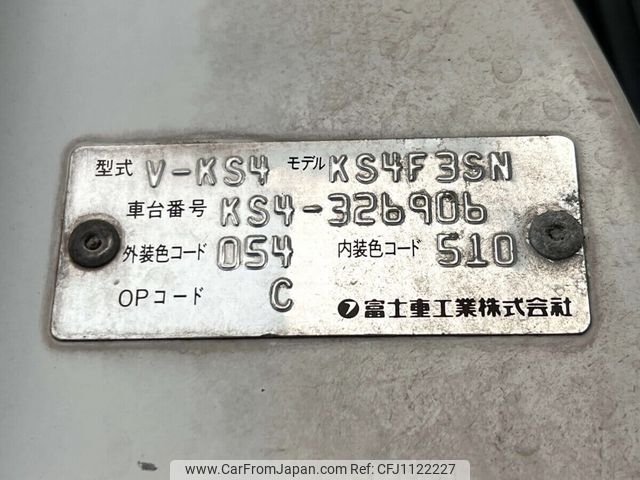 型式 V-KS4 モデル KS4F3SN
車台番号 KS4-326906
外装色コード 054 内装色コード 510
OPコード C
フ 富士重工業株式会社
www.CarFromJapan.com | Ref. CFJ1122227